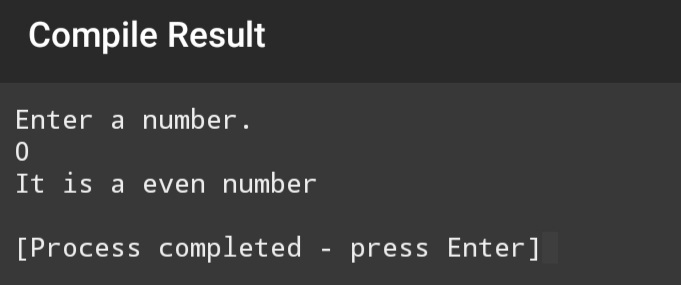 Compile Result
Enter a number.
0
It is a even number
[Process completed - press Enter]